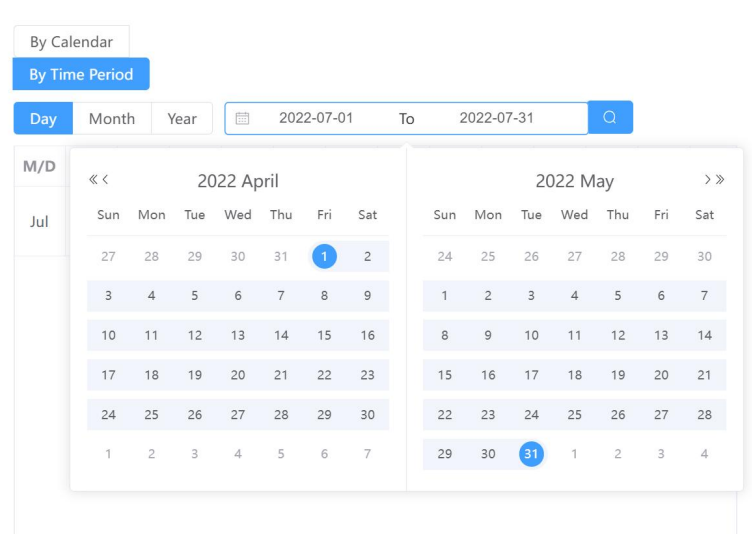 By Calendar
By Time Period
Day Month Year 2022-07-01 To 2022-07-31
M/D
« < 2022 April 2022 May > »
Jul
Sun Mon Tue Wed Thu Fri Sat Sun Mon Tue Wed Thu Fri Sat
27 28 29 30 31 1 2 24 25 26 27 28 29 30
3 4 5 6 7 8 9 1 2 3 4 5 6 7
10 11 12 13 14 15 16 8 9 10 11 12 13 14
17 18 19 20 21 22 23 15 16 17 18 19 20 21
24 25 26 27 28 29 30 22 23 24 25 26 27 28
1 2 3 4 5 6 7 29 30 31 1 2 3 4